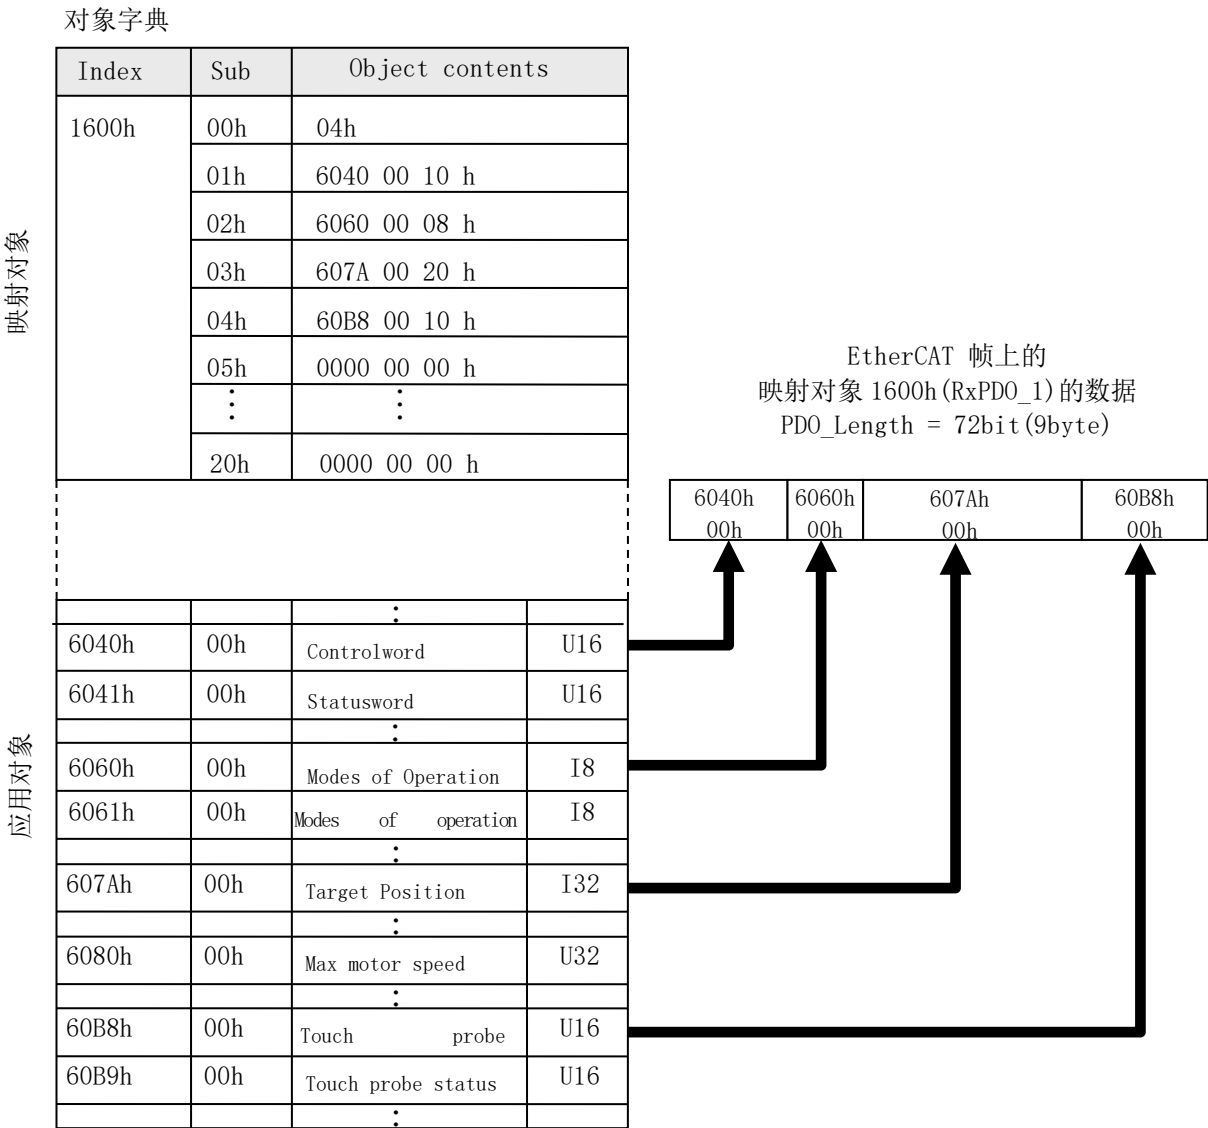 对象字典
Index Sub Object contents
1600h 00h 04h
01h 6040 00 10 h
02h 6060 00 08 h
03h 607A 00 20 h
04h 60B8 00 10 h
05h 0000 00 00 h
20h 0000 00 00 h
映射对象
EtherCAT 帧上的
映射对象 1600h(RxPDO_1)的数据
PDO_Length = 72bit(9byte)
6040h 6060h 607Ah 60B8h
00h 00h 00h 00h
应用对象
6040h 00h Controlword U16
6041h 00h Statusword U16
6060h 00h Modes of Operation I8
6061h 00h Modes of operation I8
607Ah 00h Target Position I32
6080h 00h Max motor speed U32
60B8h 00h Touch probe U16
60B9h 00h Touch probe status U16